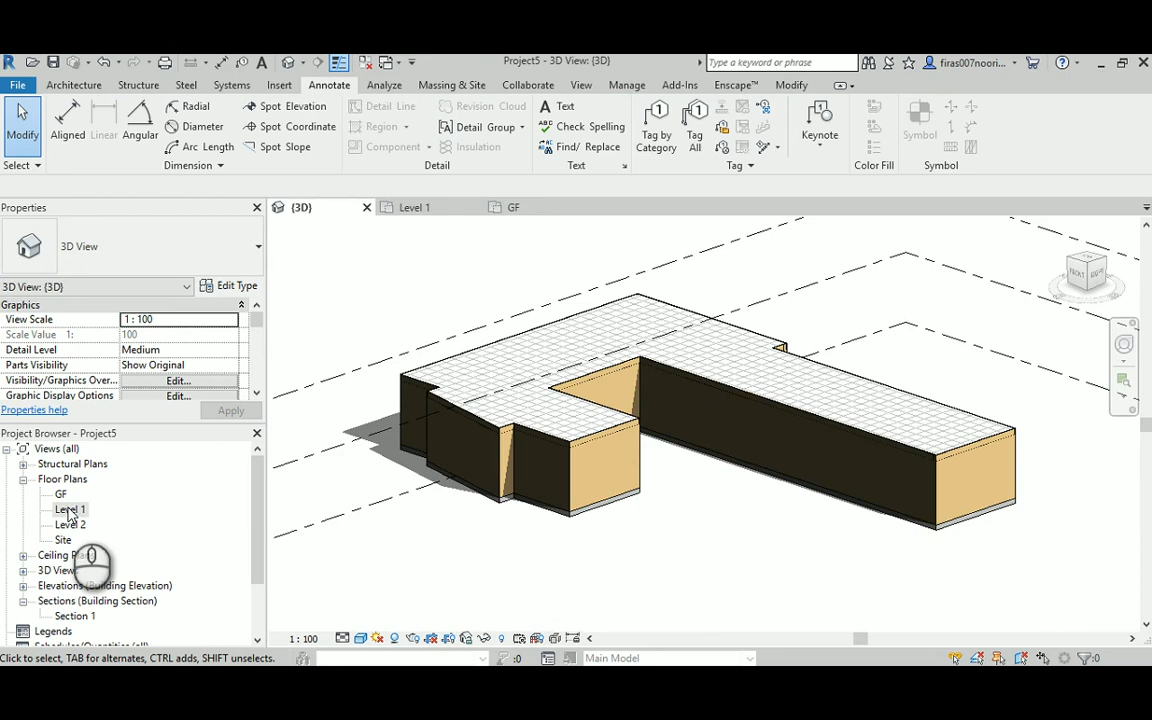 Project5 - 3D View: {3D}
Type a keyword or phrase
firas007noori...
File Architecture Structure Steel Systems Insert Annotate Analyze Massing & Site Collaborate View Manage Add-Ins Enscape™ Modify
Modify
Select
Aligned
Linear
Angular
Radial
Diameter
Arc Length
Spot Elevation
Spot Coordinate
Spot Slope
Dimension
Detail Line
Region
Component
Revision Cloud
Detail Group
Insulation
Detail
Text
Check Spelling
Find/ Replace
Text
Tag by
Category
Tag
All
Tag
Keynote
Color Fill
Symbol
Symbol
Properties
3D View
3D View: {3D}
Edit Type
Graphics
View Scale 1 : 100
Scale Value 1: 100
Detail Level Medium
Parts Visibility Show Original
Visibility/Graphics Over... Edit...
Graphic Display Options Edit...
Properties help
Apply
{3D}
Level 1
GF
FRONT
Project Browser - Project5
Views (all)
Structural Plans
Floor Plans
GF
Level 1
Level 2
Site
Ceiling
3D View
Elevations (Building Elevation)
Sections (Building Section)
Section 1
Legends
Schedules/Quantities (all)
1 : 100
Click to select, TAB for alternates, CTRL adds, SHIFT unselects.
:0
Main Model
:0